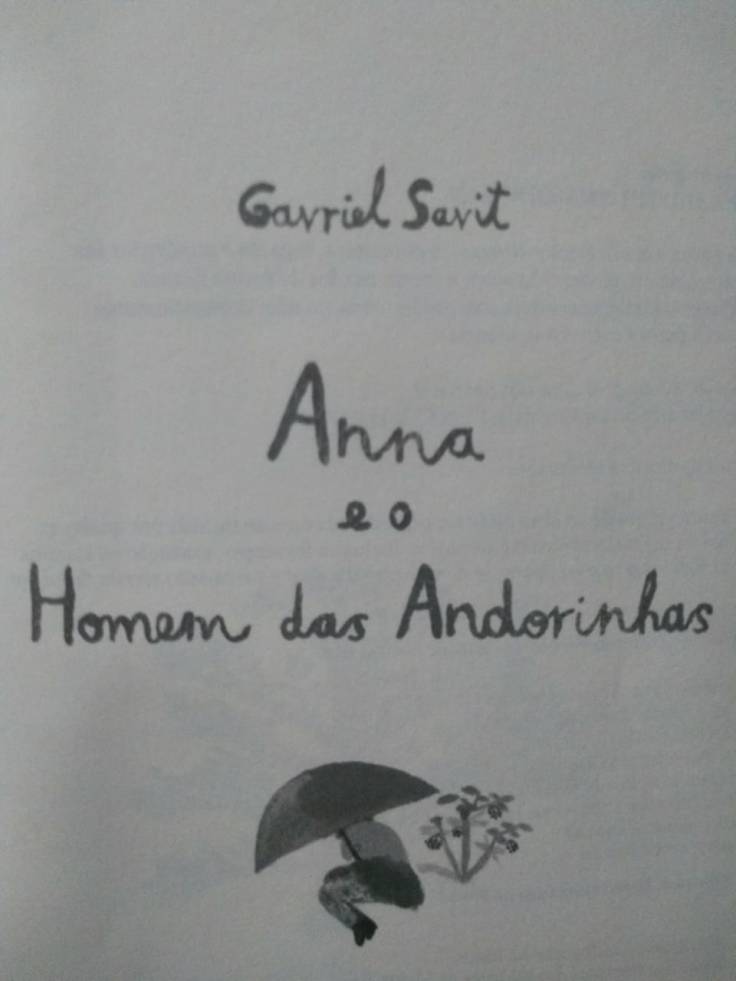 Gavriel Savit
Anna
e o
Homem das Andorinhas